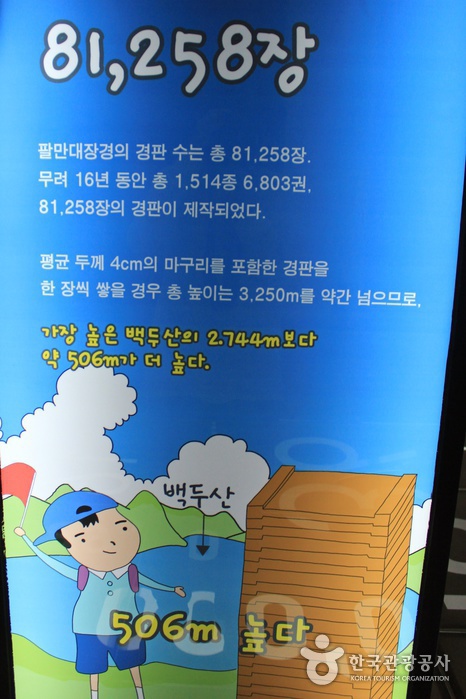 81,258장
팔만대장경의 경판 수는 총 81,258장.
무려 16년 동안 총 1,514종 6,803권,
81,258장의 경판이 제작되었다.
평균 두께 4cm의 마구리를 포함한 경판을
한 장씩 쌓을 경우 총 높이는 3,250m를 약간 넘으므로,
가장 높은 백두산의 2.744m보다
약 506m가 더 높다.
백두산
506m 높다
한국관광공사
KOREA TOURISM ORGANIZATION